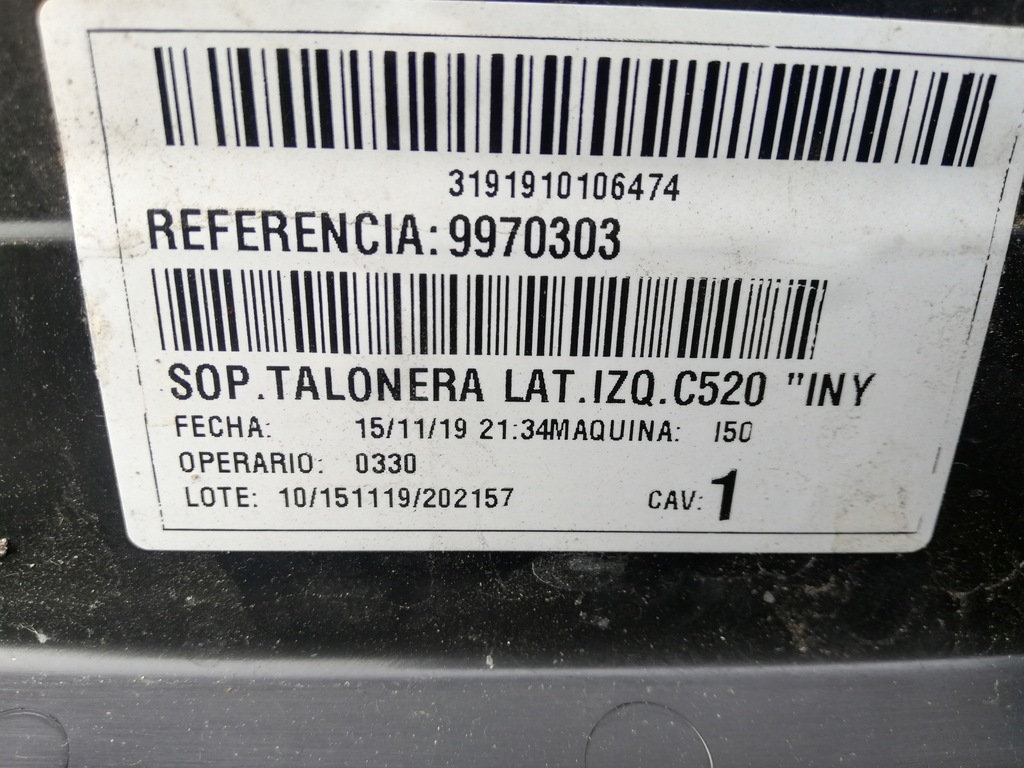 3191910106474
REFERENCIA: 9970303
SOP.TALONERA LAT.IZQ.C520 "INY
FECHA: 15/11/19 21:34MAQUINA: I50
OPERARIO: 0330
LOTE: 10/151119/202157 CAV: 1